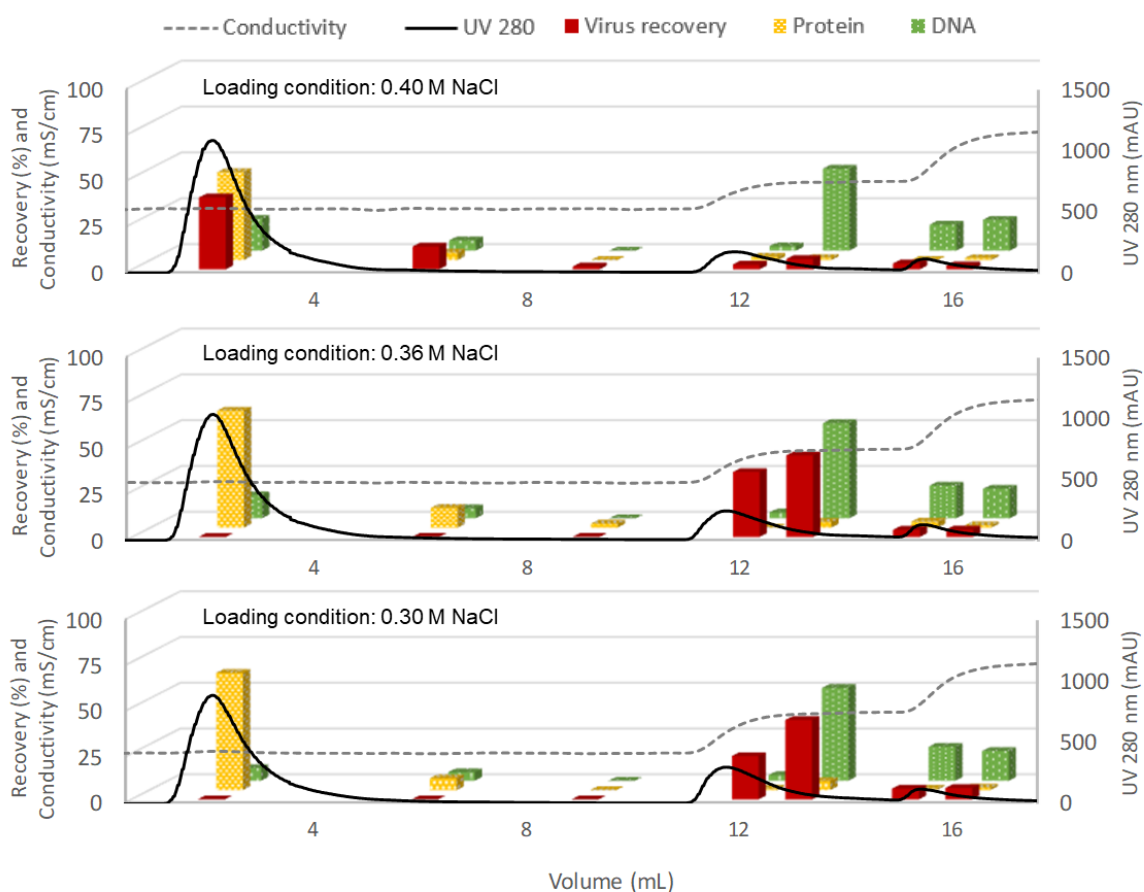 Conductivity UV 280 Virus recovery Protein DNA
Loading condition: 0.40 M NaCl
Recovery (%) and
Conductivity (mS/cm)
100
75
50
25
0
1500
1000
500
0
UV 280 nm (mAU)
4 8 12 16
Loading condition: 0.36 M NaCl
Recovery (%) and
Conductivity (mS/cm)
100
75
50
25
0
1500
1000
500
0
UV 280 nm (mAU)
4 8 12 16
Loading condition: 0.30 M NaCl
Recovery (%) and
Conductivity (mS/cm)
100
75
50
25
0
1500
1000
500
0
UV 280 nm (mAU)
4 8 12 16
Volume (mL)